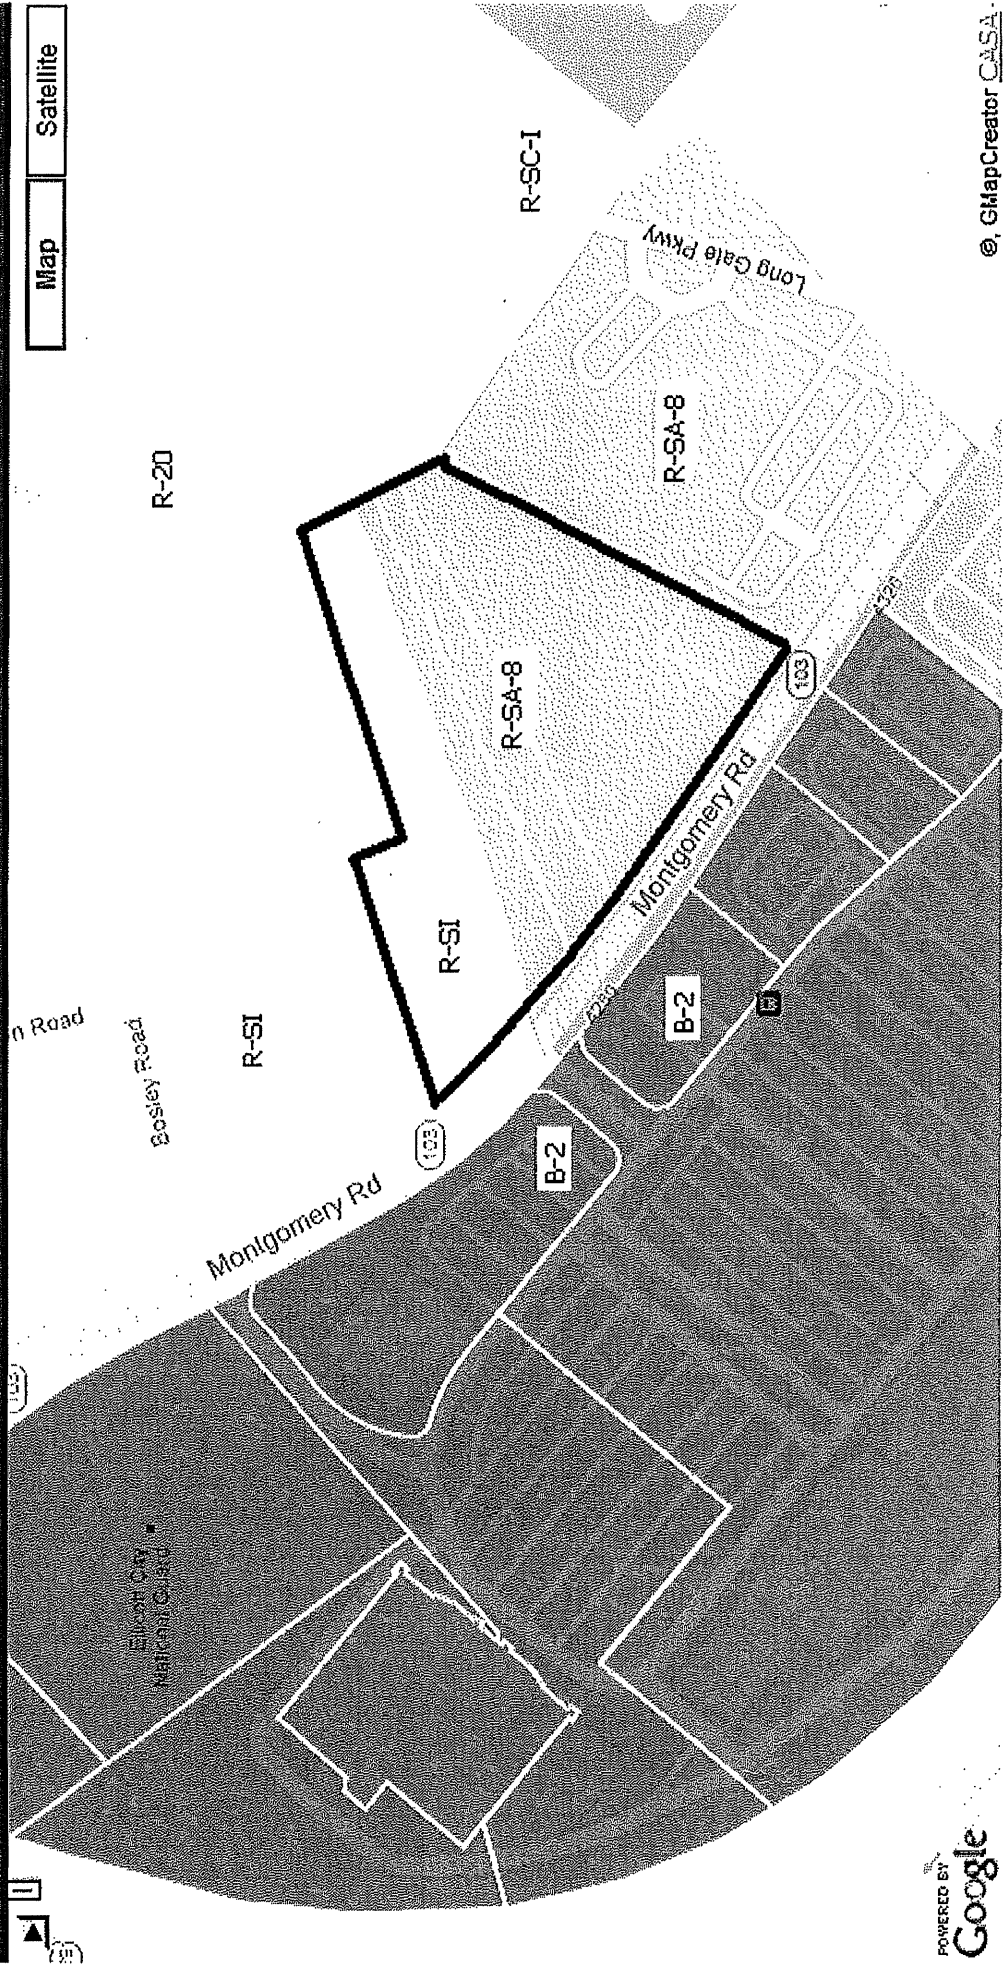 Map
Satellite
R-20
R-SC-I
n Road
Bosley Road
R-SI
R-SI
R-SA-8
R-SA-8
Long Gate Pkwy
103
Montgomery Rd
103
Montgomery Rd
103
B-2
B-2
Ellicott City
National Guard
POWERED BY
Google
©, GMapCreator CASA-